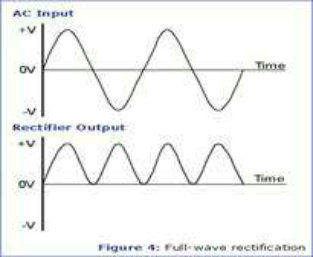 AC Input
+V
0V
Time
-V
Rectifier Output
+V
0V
Time
-V
Figure 4: Full-wave rectification